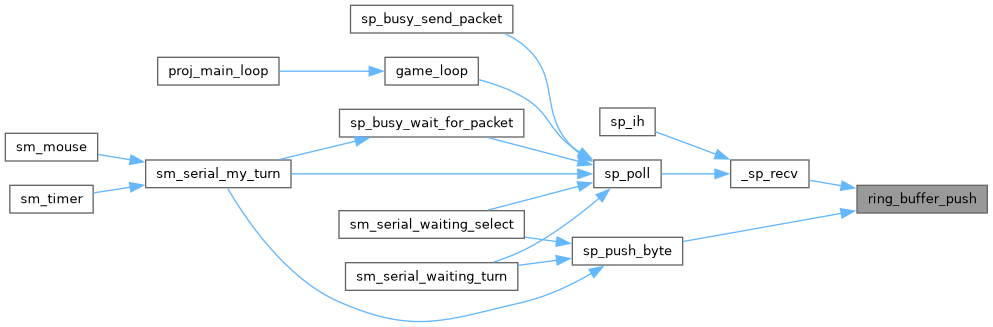 sp_busy_send_packet
proj_main_loop
game_loop
sp_busy_wait_for_packet
sp_ih
sm_mouse
sm_serial_my_turn
sp_poll
_sp_recv
sm_timer
ring_buffer_push
sm_serial_waiting_select
sp_push_byte
sm_serial_waiting_turn